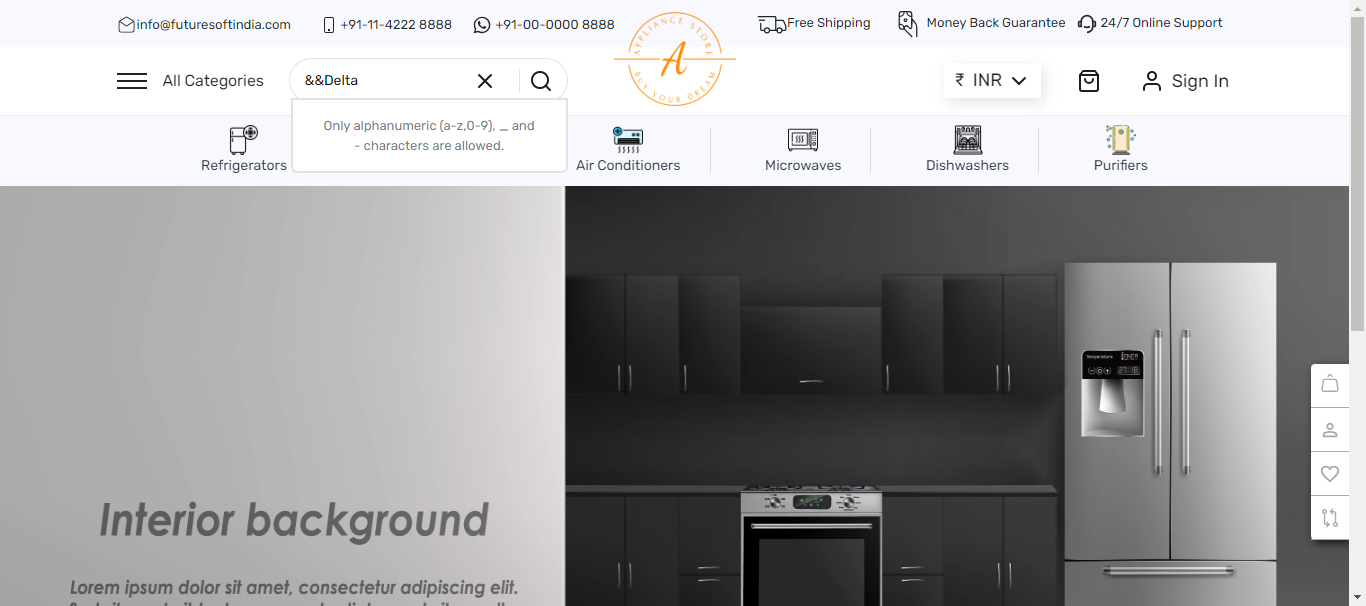 info@futuresoftindia.com
+91-11-4222 8888
+91-00-0000 8888
APPLIANCE STORE
A
BUY YOUR DREAM
Free Shipping
Money Back Guarantee
24/7 Online Support
All Categories
&&Delta
₹ INR
Sign In
Only alphanumeric (a-z,0-9), _ and
- characters are allowed.
Refrigerators
Air Conditioners
Microwaves
Dishwashers
Purifiers
Temperature
Interior background
Lorem ipsum dolor sit amet, consectetur adipiscing elit.